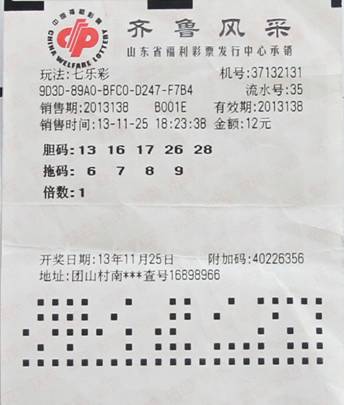 中国福利彩票
CHINA WELFARE LOTTERY
齐鲁风采
山东省福利彩票发行中心承销
玩法:七乐彩 机号:37132131
9D3D-89A0-BFC0-D247-F7B4 流水号:35
销售期:2013138 B001E 有效期:2013138
销售时间:13-11-25 18:23:38 金额:12元
胆码: 13 16 17 26 28
拖码: 6 7 8 9
倍数: 1
开奖日期:13年11月25日 附加码:40226356
地址:团山村南***查号16898966